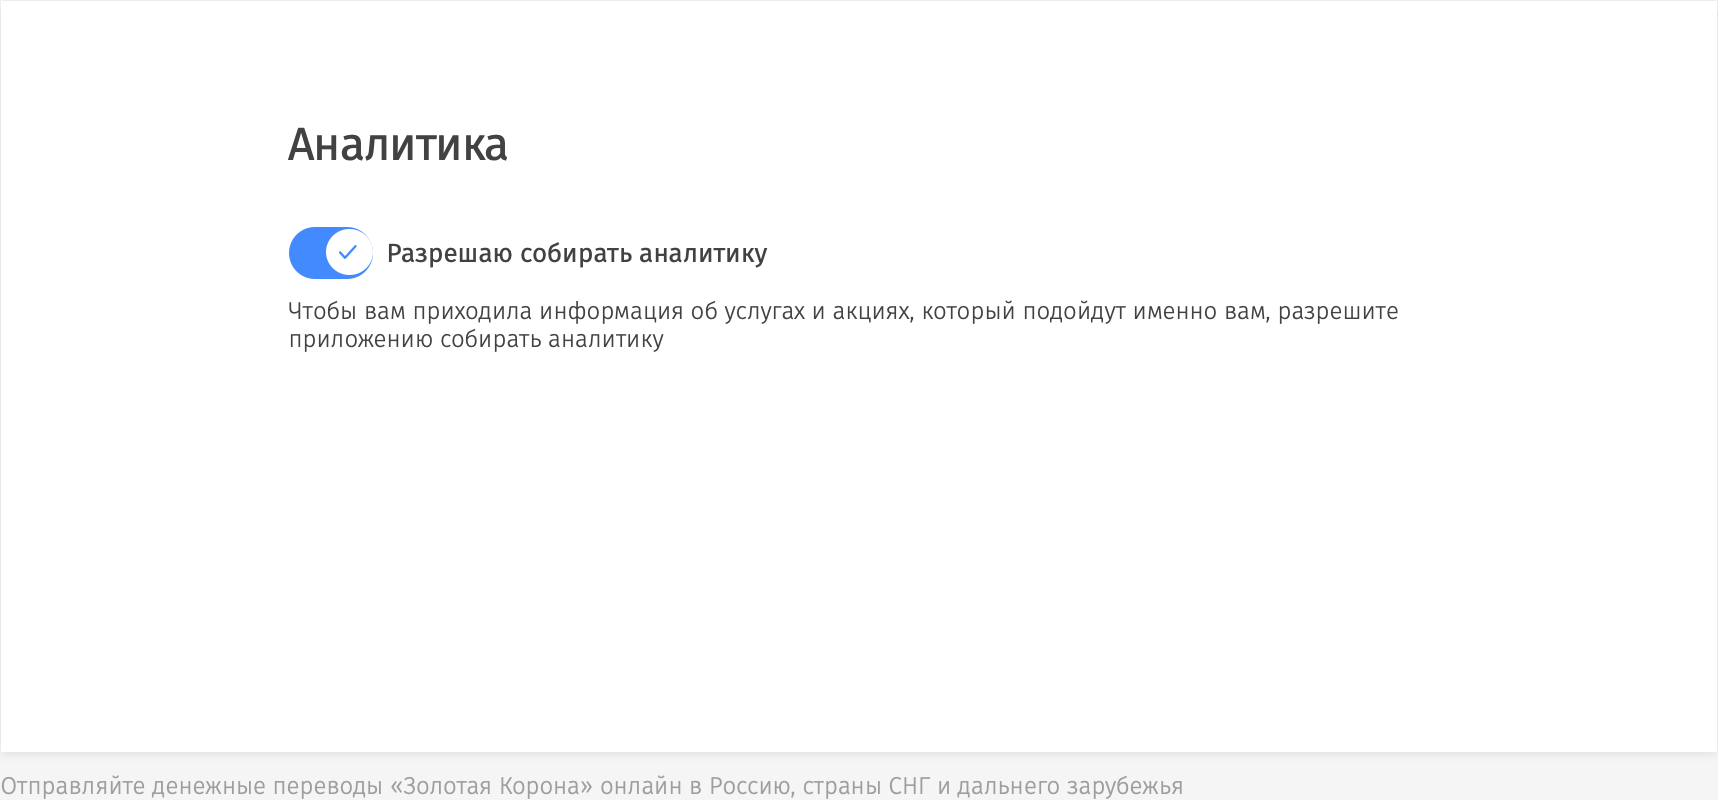 Аналитика
Разрешаю собирать аналитику
Чтобы вам приходила информация об услугах и акциях, который подойдут именно вам, разрешите
приложению собирать аналитику
Отправляйте денежные переводы «Золотая Корона» онлайн в Россию, страны СНГ и дальнего зарубежья